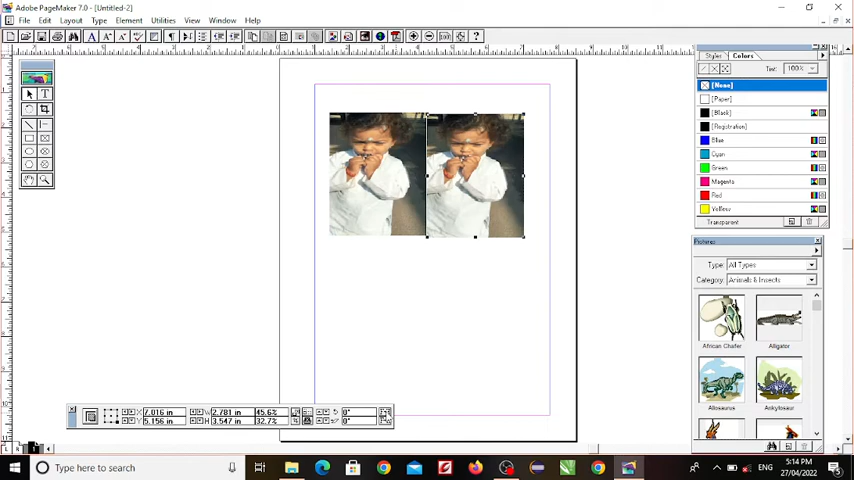 Adobe PageMaker 7.0 - [Untitled-2]
File Edit Layout Type Element Utilities View Window Help
Styles Colors
Tint: 100%
[None]
[Paper]
[Black]
[Registration]
Blue
Cyan
Green
Magenta
Red
Yellow
Transparent
Pictures
Type: All Types
Category: Animals & Insects
African Chafer Alligator
Allosaurus Ankylosaur
X 7.016 in W 2.781 in 45.6% 0°
Y 5.156 in H 3.547 in 32.7% 0°
L 1 R
Type here to search
ENG
5:14 PM
27/04/2022